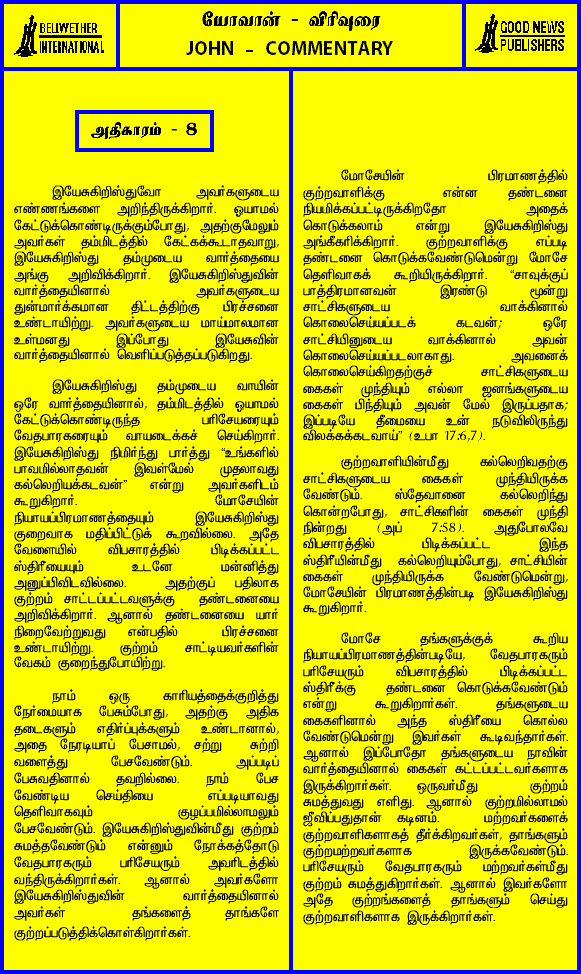 BELWETHER
INTERNATIONAL
யோவான் - விரிவுரை
JOHN - COMMENTARY
GOOD NEWS
PUBLISHERS
அதிகாரம் - 8
இயேசுகிறிஸ்துவோ அவர்களுடைய
எண்ணங்களை அறிந்திருக்கிறார். ஓயாமல்
கேட்டுக்கொண்டிருக்கும்போது, அதற்குமேலும்
அவர்கள் தம்மிடத்தில் கேட்கக்கூடாதவாறு,
இயேசுகிறிஸ்து தம்முடைய வார்த்தையை
அங்கு அறிவிக்கிறார். இயேசுகிறிஸ்துவின்
வார்த்தையினால் அவர்களுடைய
துன்மார்க்கமான திட்டத்திற்கு பிரச்சனை
உண்டாயிற்று. அவர்களுடைய மாய்மாலமான
உள்மனது இப்போது இயேசுவின்
வார்த்தையினால் வெளிப்படுத்தப்படுகிறது.
இயேசுகிறிஸ்து தம்முடைய வாயின்
ஒரே வார்த்தையினால், தம்மிடத்தில் ஓயாமல்
கேட்டுக்கொண்டிருந்த பரிசேயரையும்
வேதபாரகரையும் வாயடைக்கச் செய்கிறார்.
இயேசுகிறிஸ்து நிமிர்ந்து பார்த்து “உங்களில்
பாவமில்லாதவன் இவள்மேல் முதலாவது
கல்லெறியக்கடவன்” என்று அவர்களிடம்
கூறுகிறார். மோசேயின்
நியாயப்பிரமாணத்தையும் இயேசுகிறிஸ்து
குறைவாக மதிப்பிட்டுக் கூறவில்லை. அதே
வேளையில் விபசாரத்தில் பிடிக்கப்பட்ட
ஸ்திரீயையும் உடனே மன்னித்து
அனுப்பிவிடவில்லை. அதற்குப் பதிலாக
குற்றம் சாட்டப்பட்டவளுக்கு தண்டனையை
அறிவிக்கிறார். ஆனால் தண்டனையை யார்
நிறைவேற்றுவது என்பதில் பிரச்சனை
உண்டாயிற்று. குற்றம் சாட்டியவர்களின்
வேகம் குறைந்துபோயிற்று.
நாம் ஒரு காரியத்தைக்குறித்து
நேர்மையாக பேசும்போது, அதற்கு அதிக
தடைகளும் எதிர்ப்புக்களும் உண்டானால்,
அதை நேரடியாப் பேசாமல், சற்று சுற்றி
வளைத்து பேசவேண்டும். அப்படிப்
பேசுவதினால் தவறில்லை. நாம் பேச
வேண்டிய செய்தியை எப்படியாவது
தெளிவாகவும் குழப்பமில்லாமலும்
பேசவேண்டும். இயேசுகிறிஸ்துவின்மீது குற்றம்
சுமத்தவேண்டும் என்னும் நோக்கத்தோடு
வேதபாரகரும் பரிசேயரும் அவரிடத்தில்
வந்திருக்கிறார்கள். ஆனால் அவர்களோ
இயேசுகிறிஸ்துவின் வார்த்தையினால்
அவர்கள் தங்களைத் தாங்களே
குற்றப்படுத்திக்கொள்கிறார்கள்.
மோசேயின் பிரமாணத்தில்
குற்றவாளிக்கு என்ன தண்டனை
நியமிக்கப்பட்டிருக்கிறதோ அதைக்
கொடுக்கலாம் என்று இயேசுகிறிஸ்து
அங்கீகரிக்கிறார். குற்றவாளிக்கு எப்படி
தண்டனை கொடுக்கவேண்டுமென்று மோசே
தெளிவாகக் கூறியிருக்கிறார். “சாவுக்குப்
பாத்திரமானவன் இரண்டு மூன்று
சாட்சிகளுடைய வாக்கினால்
கொலைசெய்யப்படக் கடவன்; ஒரே
சாட்சியினுடைய வாக்கினால் அவன்
கொலைசெய்யப்படலாகாது. அவனைக்
கொலைசெய்கிறதற்குச் சாட்சிகளுடைய
கைகள் முந்தியும் எல்லா ஜனங்களுடைய
கைகள் பிந்தியும் அவன் மேல் இருப்பதாக;
இப்படியே தீமையை உன் நடுவிலிருந்து
விலக்கக்கடவாய்” (உபா 17:6,7).
குற்றவாளியின்மீது கல்லெறிவதற்கு
சாட்சிகளுடைய கைகள் முந்தியிருக்க
வேண்டும். ஸ்தேவானை கல்லெறிந்து
கொன்றபோது, சாட்சிகளின் கைகள் முந்தி
நின்றது (அப் 7:58). அதுபோலவே
விபசாரத்தில் பிடிக்கப்பட்ட இந்த
ஸ்திரீயின்மீது கல்லெறியும்போது, சாட்சியின்
கைகள் முந்தியிருக்க வேண்டுமென்று,
மோசேயின் பிரமாணத்தின்படி இயேசுகிறிஸ்து
கூறுகிறார்.
மோசே தங்களுக்குக் கூறிய
நியாயப்பிரமாணத்தின்படியே, வேதபாரகரும்
பரிசேயரும் விபசாரத்தில் பிடிக்கப்பட்ட
ஸ்திரீக்கு தண்டனை கொடுக்கவேண்டும்
என்று கூறுகிறார்கள். தங்களுடைய
கைகளினால் அந்த ஸ்திரீயை கொல்ல
வேண்டுமென்று இவர்கள் கூடிவந்தார்கள்.
ஆனால் இப்போதோ தங்களுடைய நாவின்
வார்த்தையினால் கைகள் கட்டப்பட்டவர்களாக
இருக்கிறார்கள். ஒருவர்மீது குற்றம்
சுமத்துவது எளிது. ஆனால் குற்றமில்லாமல்
ஜீவிப்பதுதான் கடினம். மற்றவர்களைக்
குற்றவாளிகளாகத் தீர்க்கிறவர்கள், தாங்களும்
குற்றமற்றவர்களாக இருக்கவேண்டும்.
பரிசேயரும் வேதபாரகரும் மற்றவர்கள்மீது
குற்றம் சுமத்துகிறார்கள். ஆனால் இவர்களோ
அதே குற்றங்களைத் தாங்களும் செய்து
குற்றவாளிகளாக இருக்கிறார்கள்.